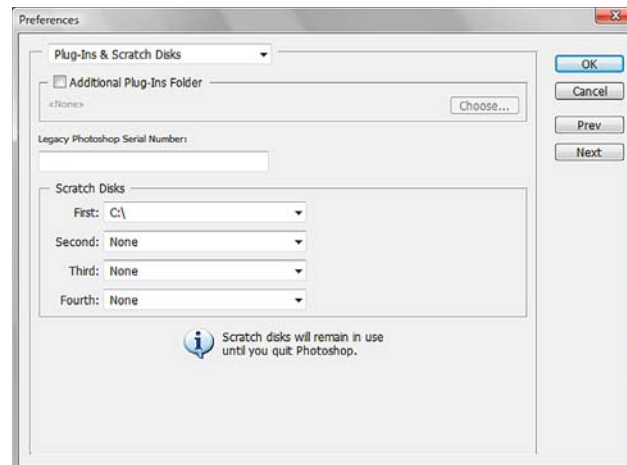 Preferences
Plug-Ins & Scratch Disks
OK
Additional Plug-Ins Folder
Cancel
<None>
Choose...
Prev
Legacy Photoshop Serial Number:
Next
Scratch Disks
First: C:\
Second: None
Third: None
Fourth: None
Scratch disks will remain in use
until you quit Photoshop.